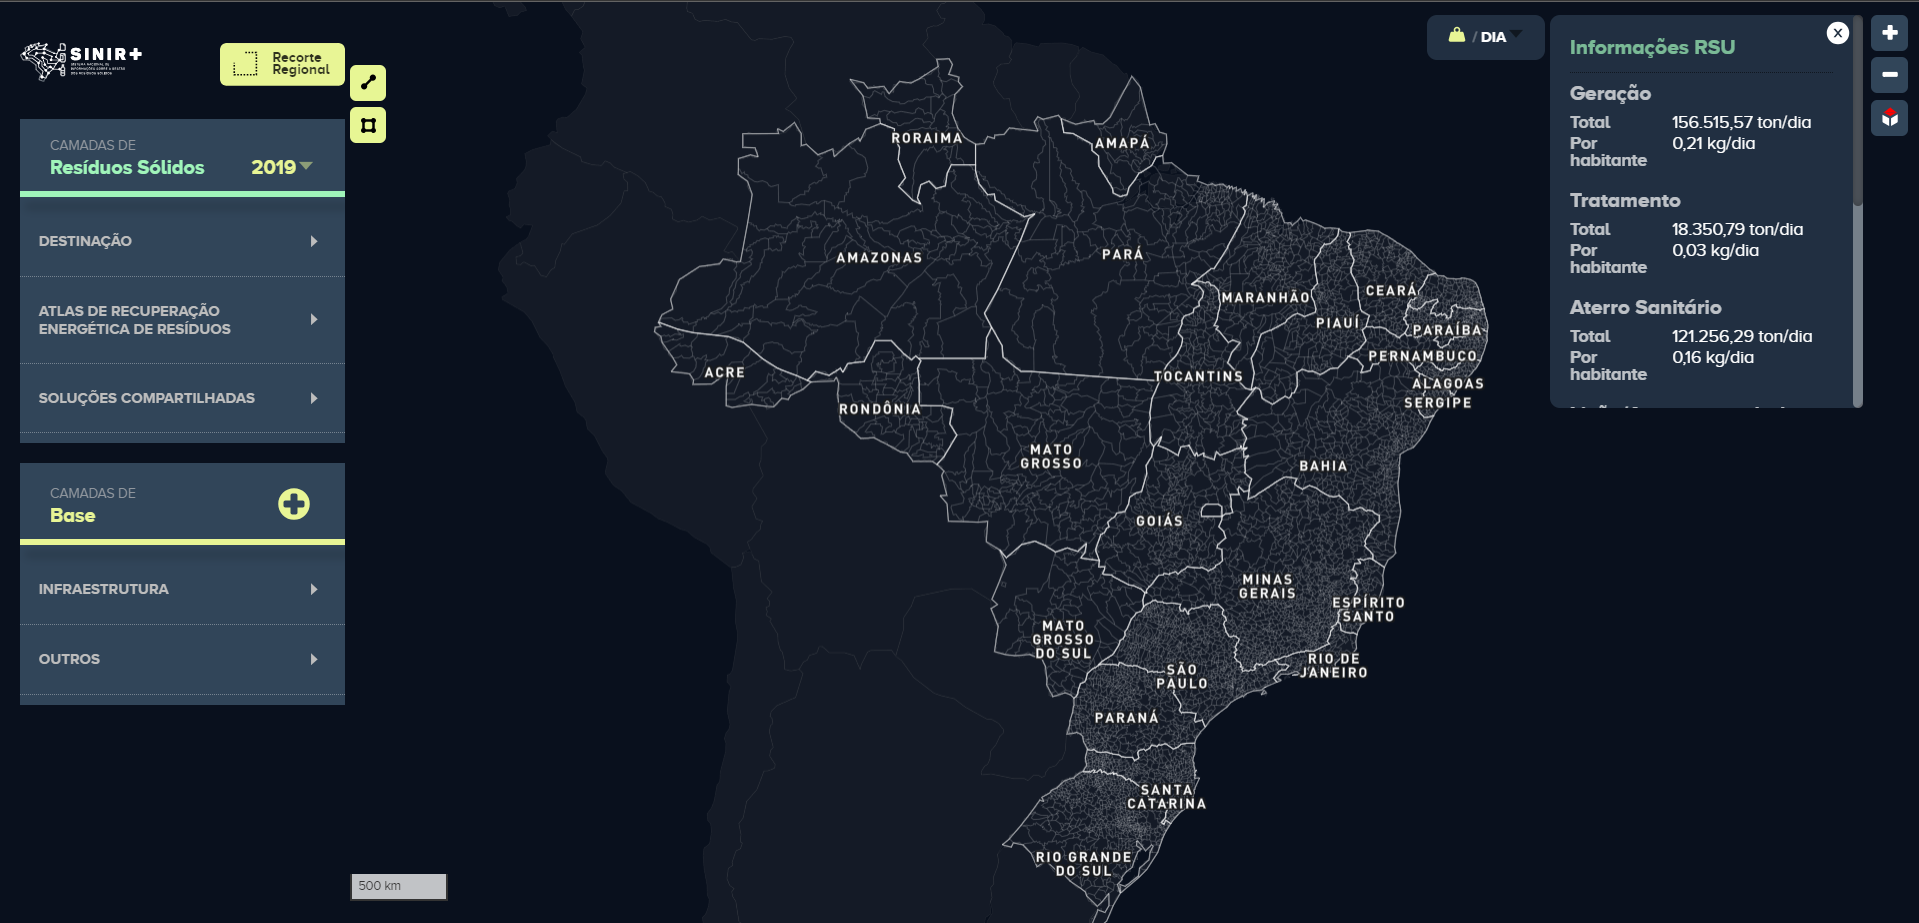 SINIR+
Recorte
Regional
CAMADAS DE
Resíduos Sólidos 2019
DESTINAÇÃO
ATLAS DE RECUPERAÇÃO
ENERGÉTICA DE RESÍDUOS
SOLUÇÕES COMPARTILHADAS
CAMADAS DE
Base
INFRAESTRUTURA
OUTROS
RORAIMA
AMAPÁ
AMAZONAS
PARÁ
MARANHÃO
CEARÁ
PIAUÍ
PARAÍBA
PERNAMBUCO
ACRE
TOCANTINS
ALAGOAS
SERGIPE
RONDÔNIA
MATO
GROSSO
BAHIA
GOIÁS
MINAS
GERAIS
ESPÍRITO
SANTO
MATO
GROSSO
DO SUL
RIO DE
JANEIRO
SÃO
PAULO
PARANÁ
SANTA
CATARINA
RIO GRANDE
DO SUL
500 km
/ DIA
Informações RSU
Geração
Total 156.515,57 ton/dia
Por habitante 0,21 kg/dia
Tratamento
Total 18.350,79 ton/dia
Por habitante 0,03 kg/dia
Aterro Sanitário
Total 121.256,29 ton/dia
Por habitante 0,16 kg/dia